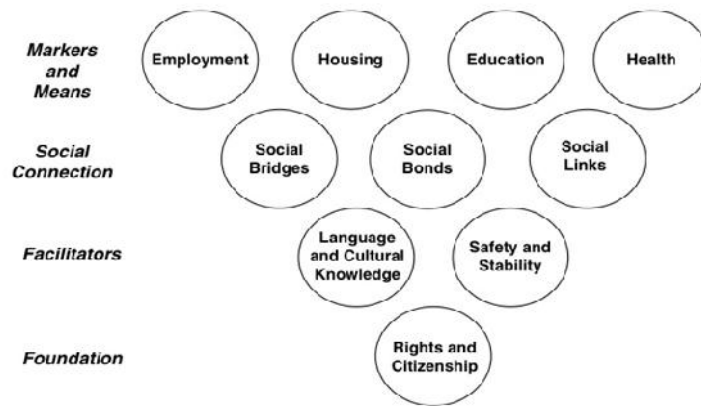 Markers
and
Means
Employment
Housing
Education
Health
Social
Connection
Social
Bridges
Social
Bonds
Social
Links
Facilitators
Language
and Cultural
Knowledge
Safety and
Stability
Foundation
Rights and
Citizenship